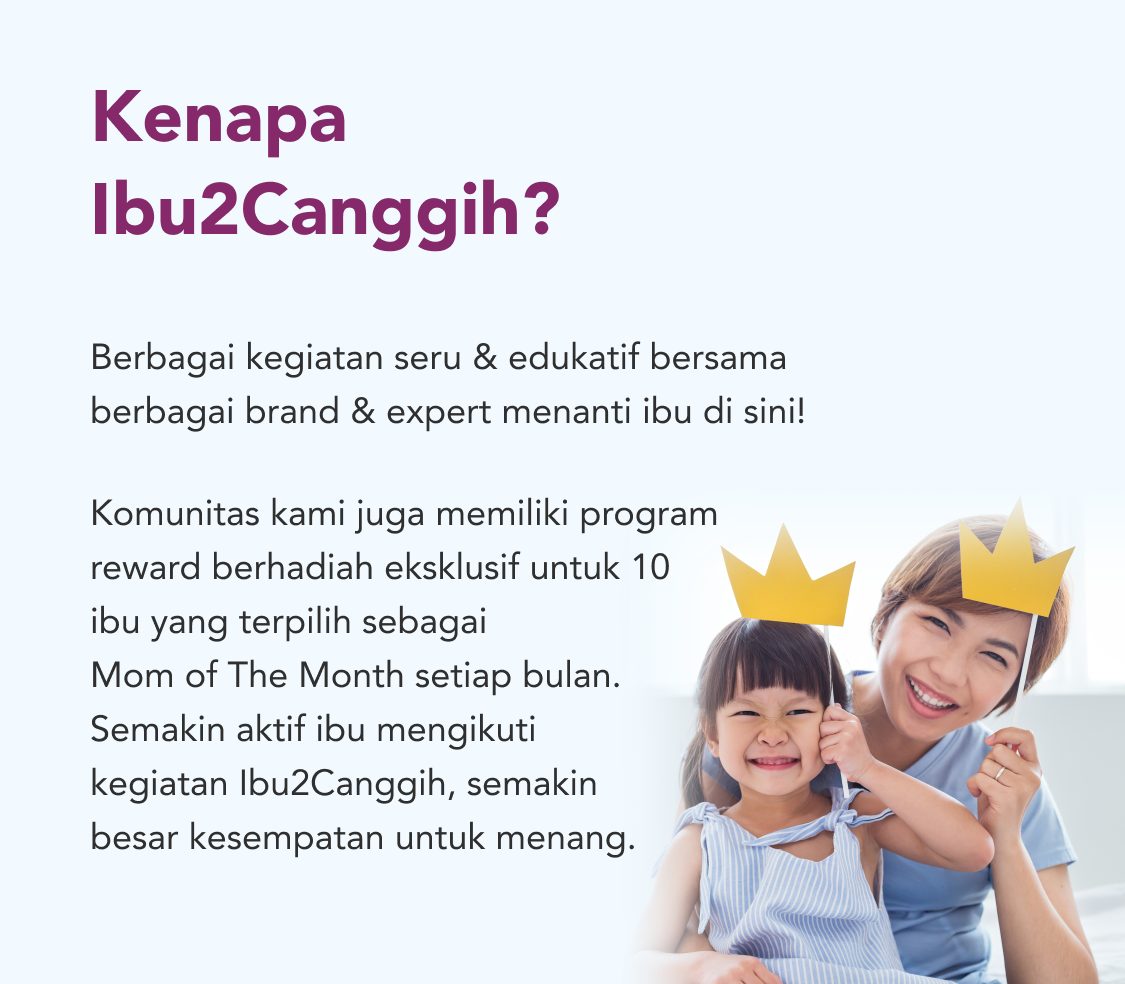 Kenapa
Ibu2Canggih?
Berbagai kegiatan seru & edukatif bersama
berbagai brand & expert menanti ibu di sini!
Komunitas kami juga memiliki program
reward berhadiah eksklusif untuk 10
ibu yang terpilih sebagai
Mom of The Month setiap bulan.
Semakin aktif ibu mengikuti
kegiatan Ibu2Canggih, semakin
besar kesempatan untuk menang.